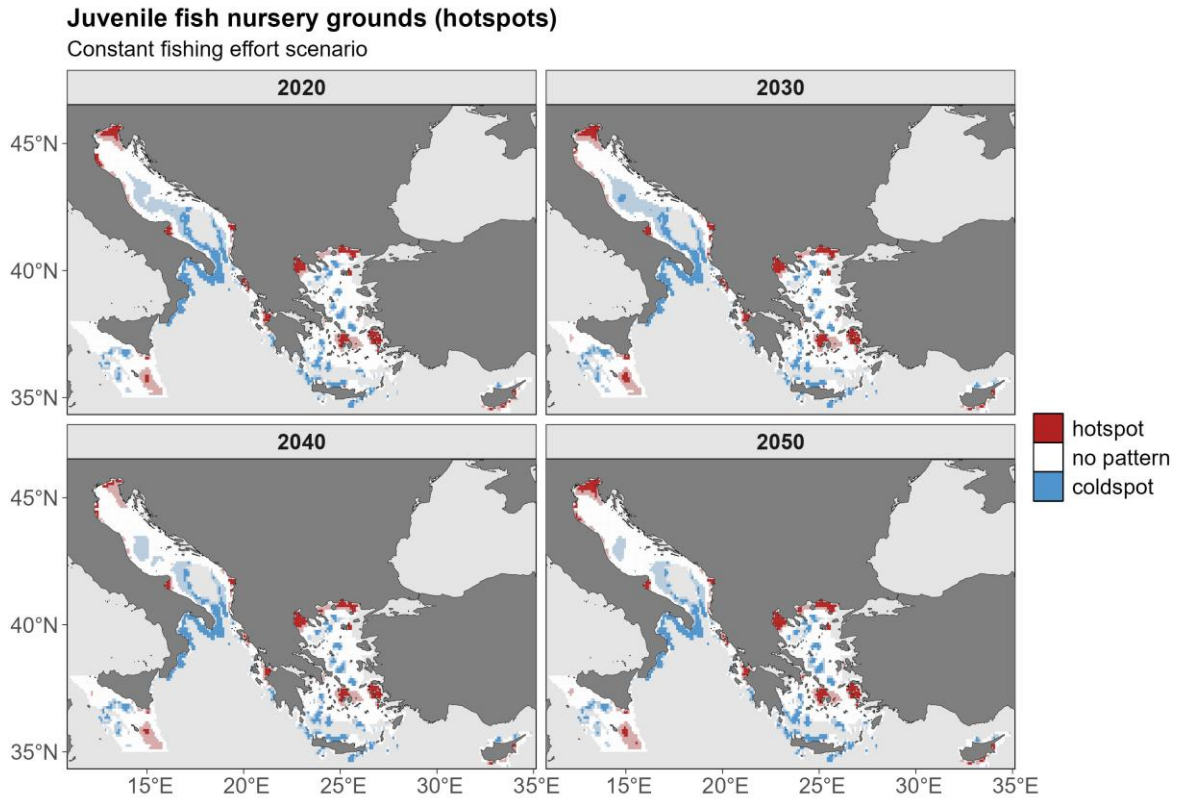 Juvenile fish nursery grounds (hotspots)
Constant fishing effort scenario
2020
2030
45°N
40°N
35°N
2040
2050
45°N
40°N
35°N
15°E 20°E 25°E 30°E 35°E 15°E 20°E 25°E 30°E 35°E
hotspot
no pattern
coldspot